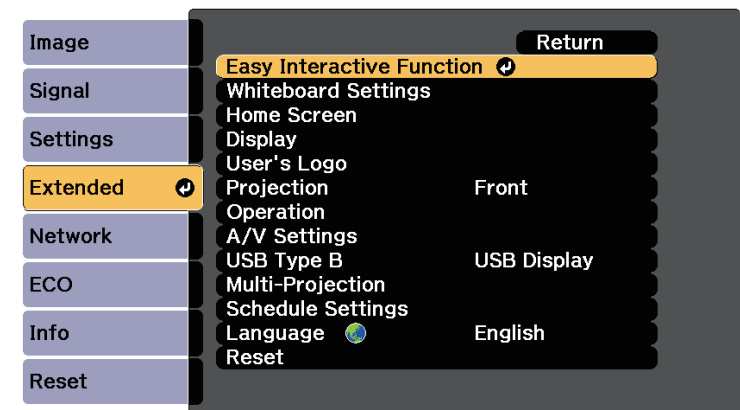 Image
Signal
Settings
Extended
Network
ECO
Info
Reset
Return
Easy Interactive Function
Whiteboard Settings
Home Screen
Display
User's Logo
Projection Front
Operation
A/V Settings
USB Type B USB Display
Multi-Projection
Schedule Settings
Language English
Reset